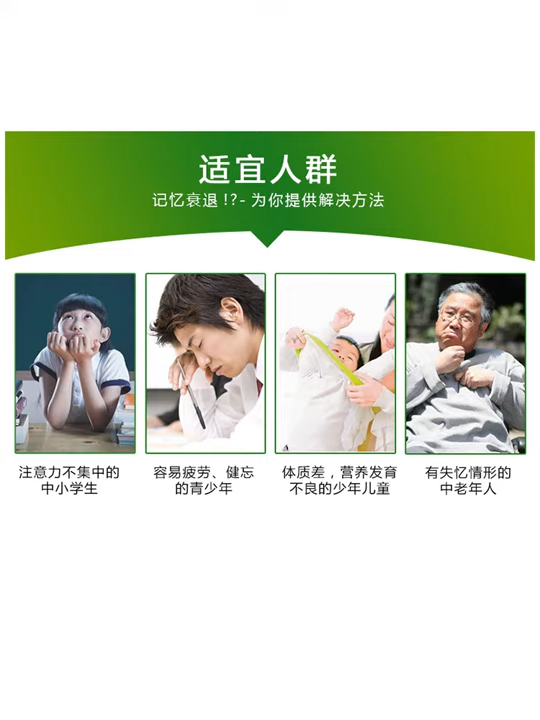 适宜人群
记忆衰退!?-为你提供解决方法
注意力不集中的
中小学生
容易疲劳、健忘
的青少年
体质差，营养发育
不良的少年儿童
有失忆情形的
中老年人